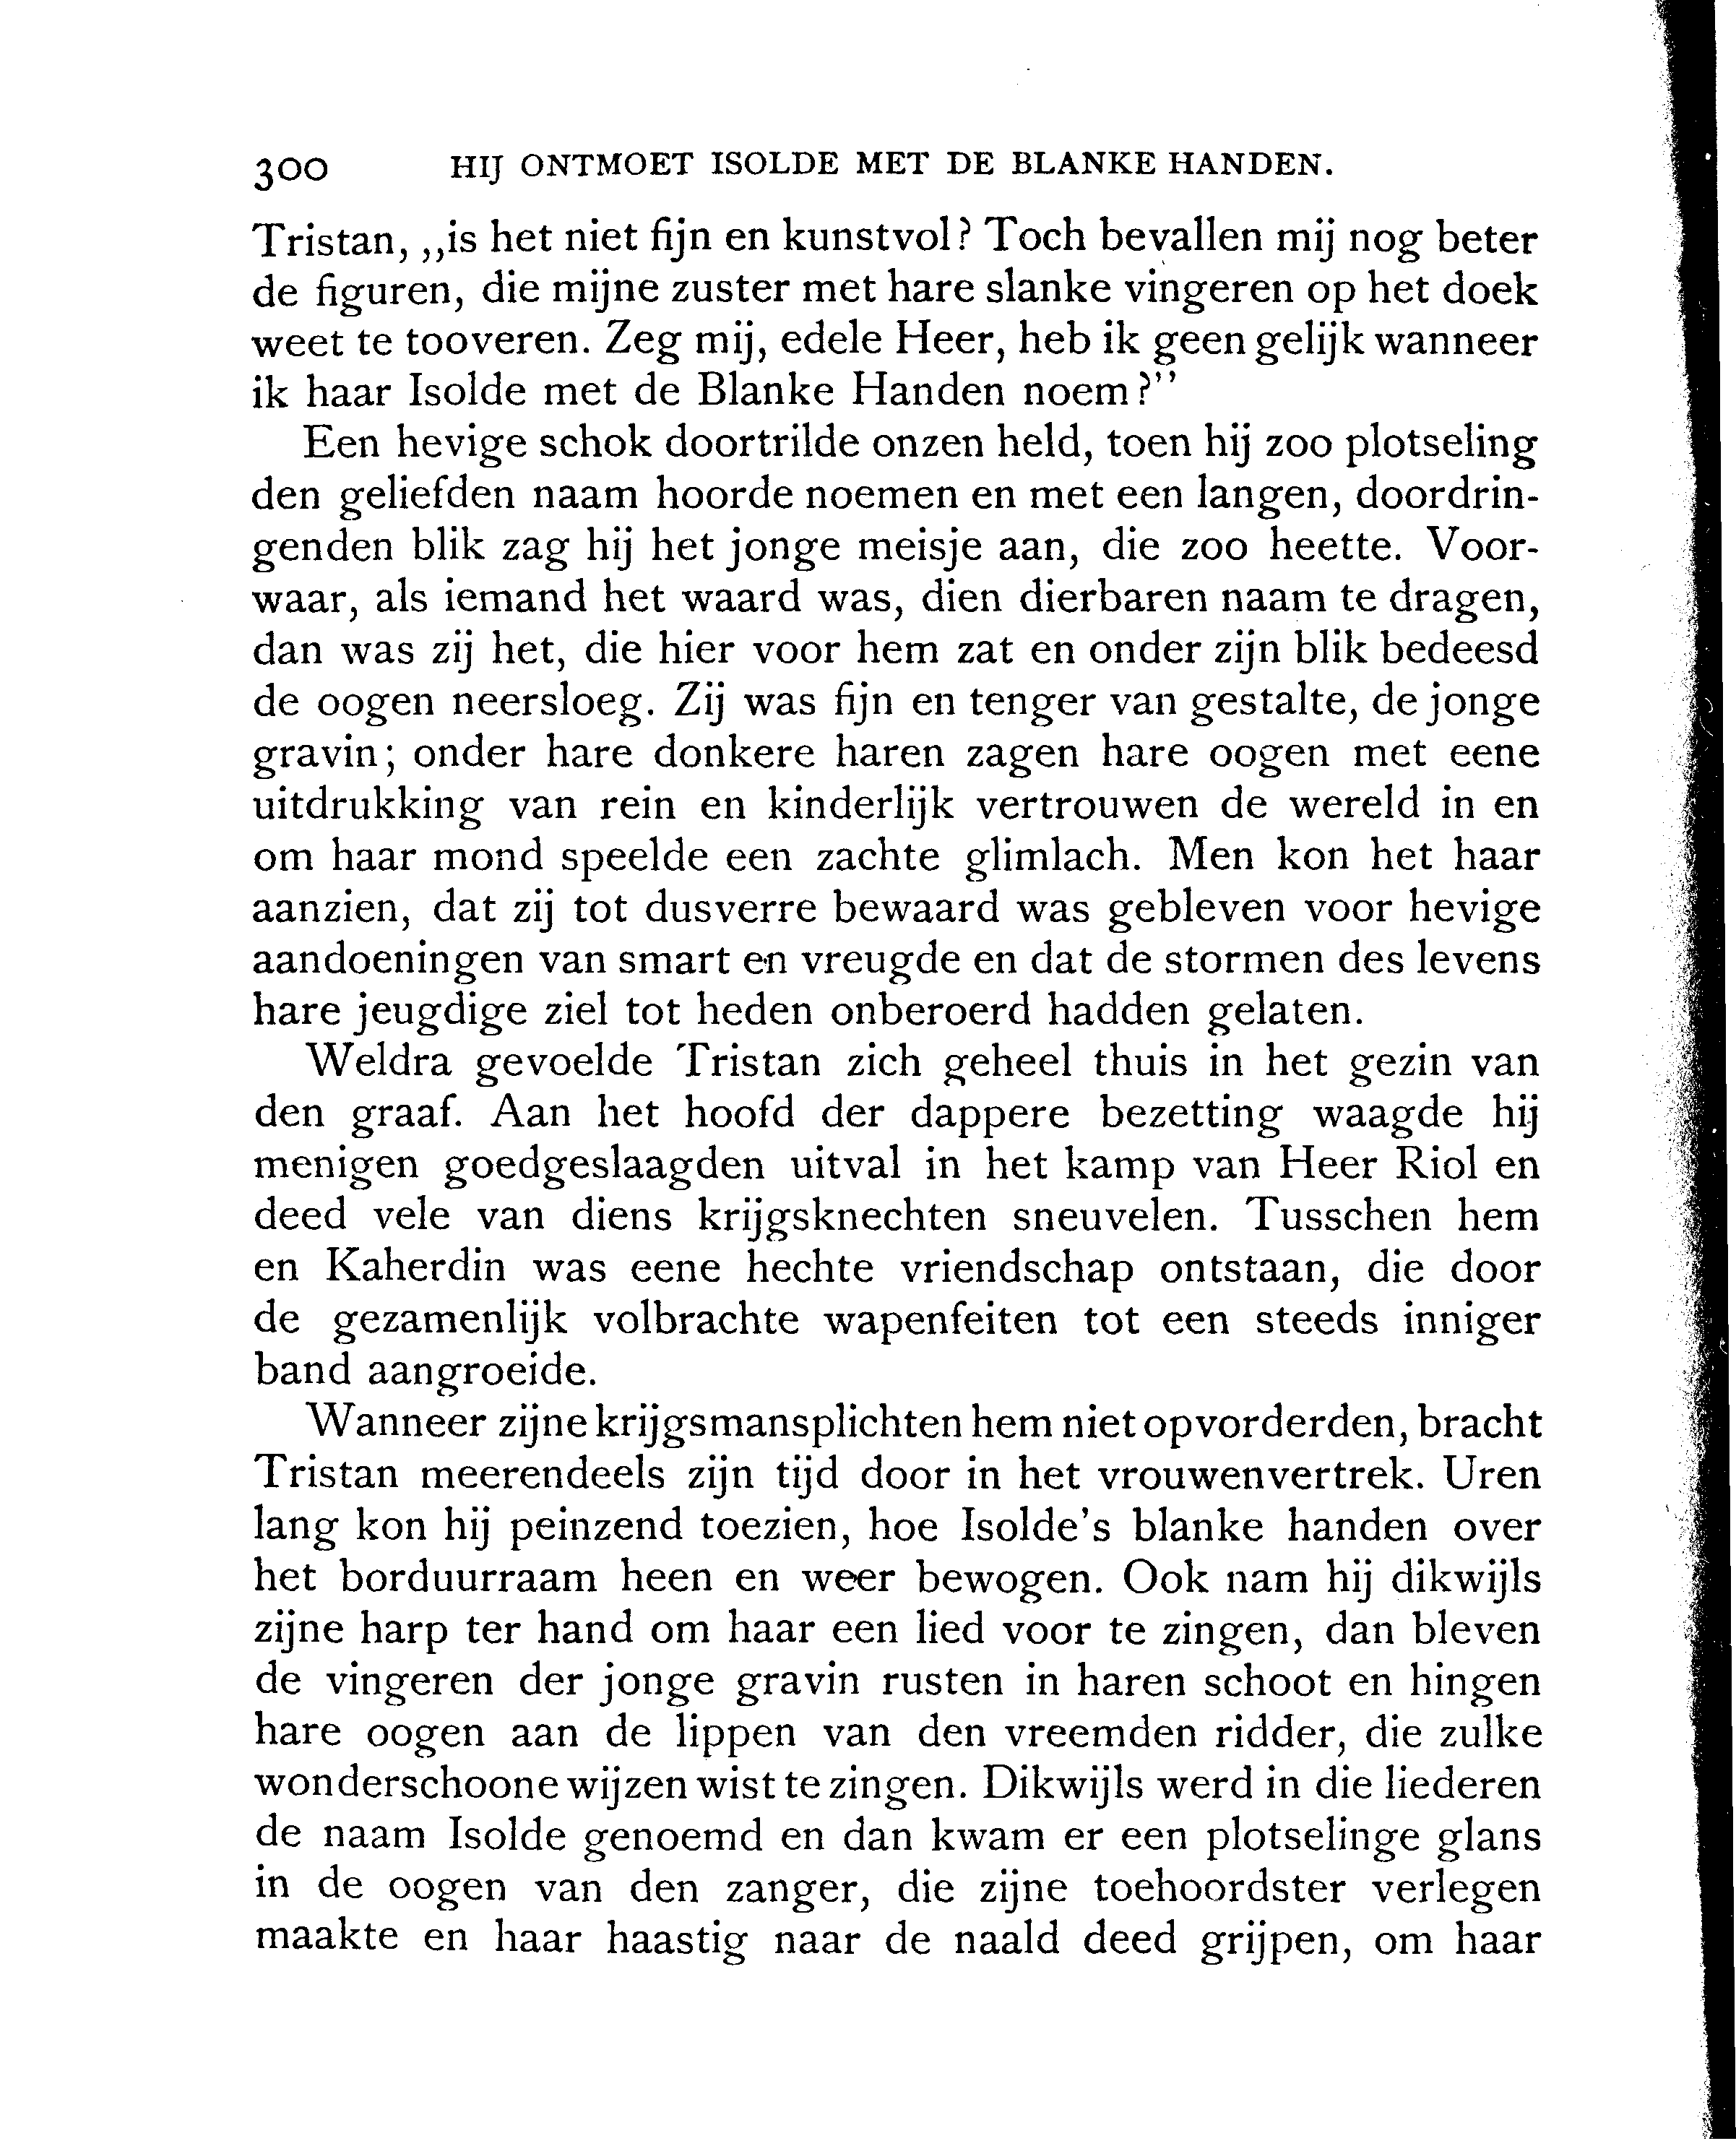 300 HIJ ONTMOET ISOLDE MET DE BLANKE HANDEN.
Tristan, „is het niet fijn en kunstvol? Toch bevallen mij nog beter
de figuren, die mijne zuster met hare slanke vingeren op het doek
weet te tooveren. Zeg mij, edele Heer, heb ik geen gelijk wanneer
ik haar Isolde met de Blanke Handen noem?”
Een hevige schok doortrilde onzen held, toen hij zoo plotseling
den geliefden naam hoorde noemen en met een langen, doordrin-
genden blik zag hij het jonge meisje aan, die zoo heette. Voor-
waar, als iemand het waard was, dien dierbaren naam te dragen,
dan was zij het, die hier voor hem zat en onder zijn blik bedeesd
de oogen neersloeg. Zij was fijn en tenger van gestalte, de jonge
gravin; onder hare donkere haren zagen hare oogen met eene
uitdrukking van rein en kinderlijk vertrouwen de wereld in en
om haar mond speelde een zachte glimlach. Men kon het haar
aanzien, dat zij tot dusverre bewaard was gebleven voor hevige
aandoeningen van smart en vreugde en dat de stormen des levens
hare jeugdige ziel tot heden onberoerd hadden gelaten.
Weldra gevoelde Tristan zich geheel thuis in het gezin van
den graaf. Aan het hoofd der dappere bezetting waagde hij
menigen goedgeslaagden uitval in het kamp van Heer Riol en
deed vele van diens krijgsknechten sneuvelen. Tusschen hem
en Kaherdin was eene hechte vriendschap ontstaan, die door
de gezamenlijk volbrachte wapenfeiten tot een steeds inniger
band aangroeide.
Wanneer zijne krijgsmansplichten hem niet opvorderden, bracht
Tristan meerendeels zijn tijd door in het vrouwenvertrek. Uren
lang kon hij peinzend toezien, hoe Isolde's blanke handen over
het borduurraam heen en weer bewogen. Ook nam hij dikwijls
zijne harp ter hand om haar een lied voor te zingen, dan bleven
de vingeren der jonge gravin rusten in haren schoot en hingen
hare oogen aan de lippen van den vreemden ridder, die zulke
wonderschoone wijzen wist te zingen. Dikwijls werd in die liederen
de naam Isolde genoemd en dan kwam er een plotselinge glans
in de oogen van den zanger, die zijne toehoordster verlegen
maakte en haar haastig naar de naald deed grijpen, om haar